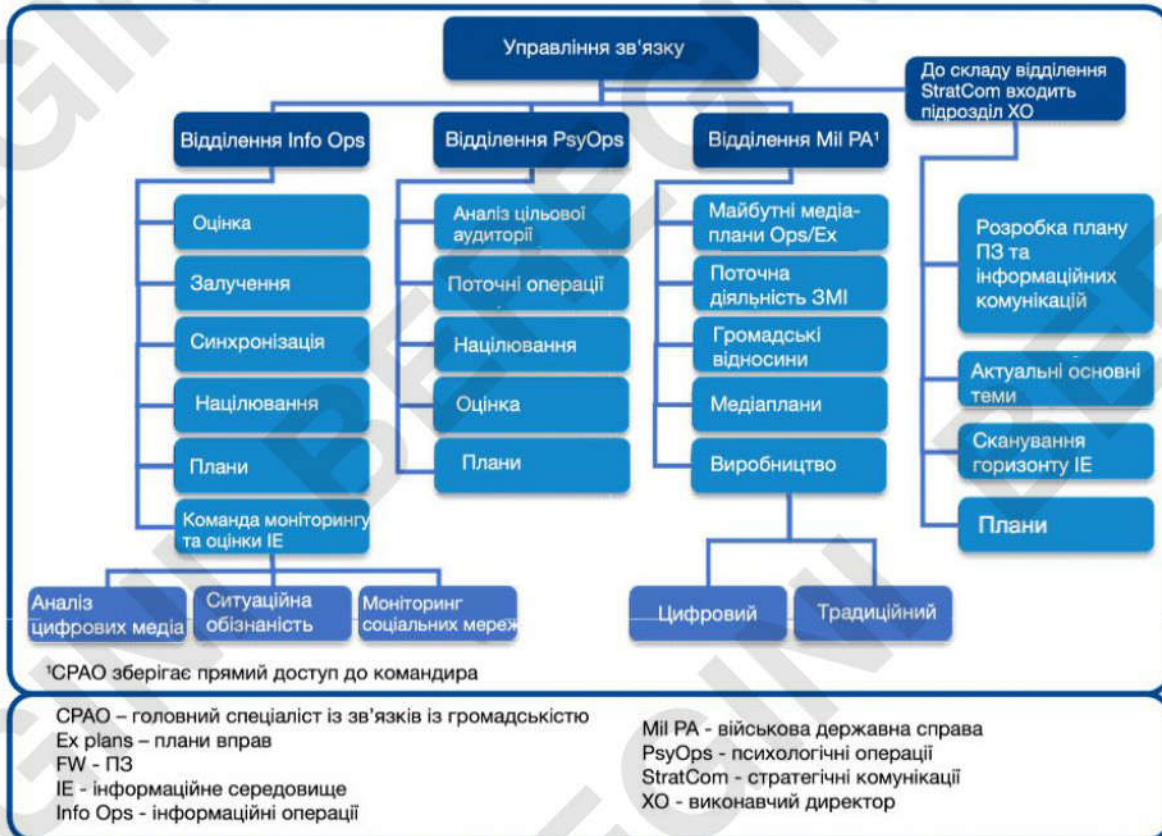 Управління зв'язку
До складу відділення
StratCom входить
підрозділ XO
Відділення Info Ops
Відділення PsyOps
Відділення Mil PA¹
Оцінка
Залучення
Синхронізація
Націлювання
Плани
Команда моніторингу
та оцінки IE
Аналіз
цифрових медіа
Ситуаційна
обізнаність
Моніторинг
соціальних мереж
Аналіз цільової
аудиторії
Поточні операції
Націлювання
Оцінка
Плани
Майбутні медіа-
плани Ops/Ex
Поточна
діяльність ЗМІ
Громадські
відносини
Медіаплани
Виробництво
Цифровий
Традиційний
Розробка плану
ПЗ та
інформаційних
комунікацій
Актуальні основні
теми
Сканування
горизонту IE
Плани
¹CPAO зберігає прямий доступ до командира
CPAO – головний спеціаліст із зв'язків із громадськістю
Ex plans – плани вправ
FW - ПЗ
IE - інформаційне середовище
Info Ops - інформаційні операції
Mil PA - військова державна справа
PsyOps - психологічні операції
StratCom - стратегічні комунікації
XO - виконавчий директор
BEREGINI